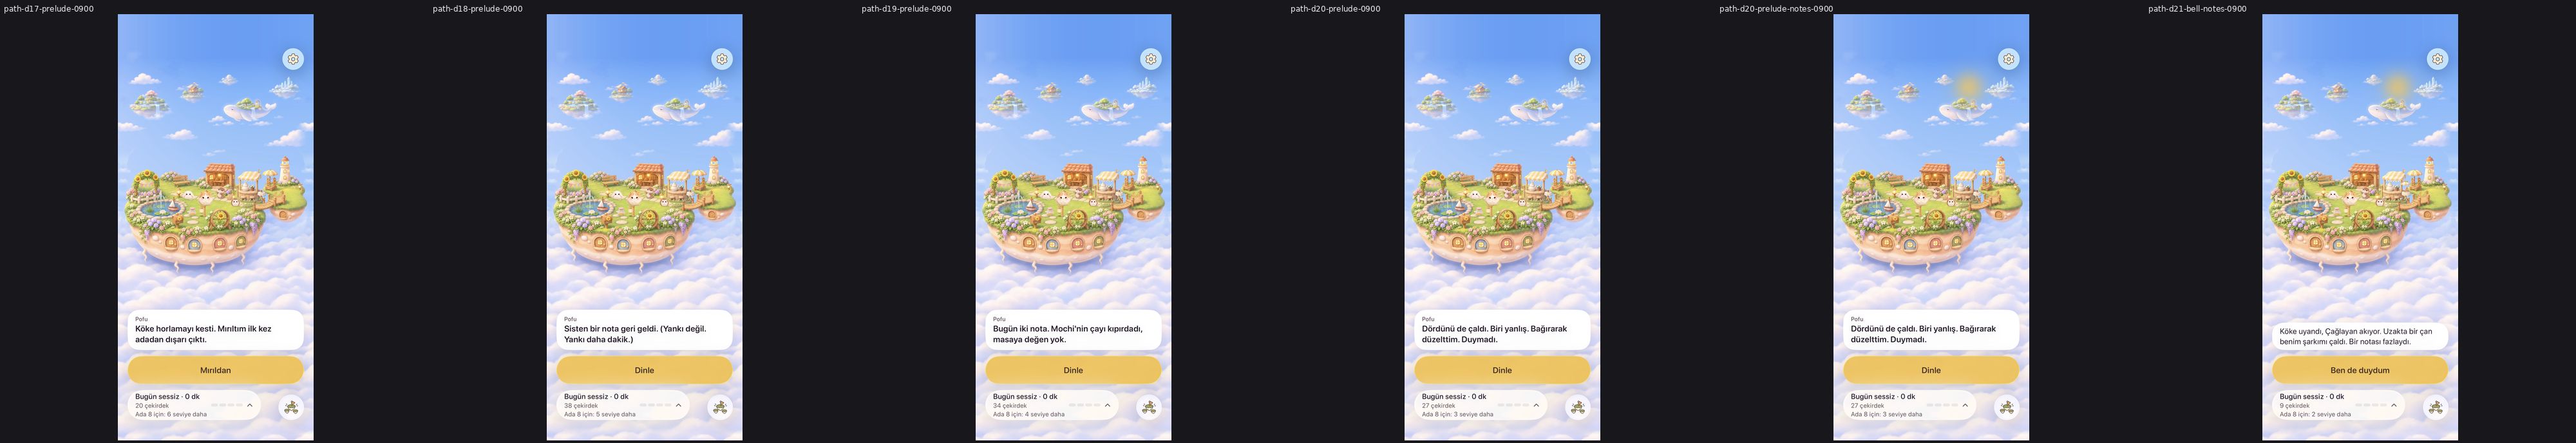 path-d17-prelude-0900
Pofu
Köke horlamayı kesti. Mırıltım ilk kez
adadan dışarı çıktı.
Mırıldan
Bugün sessiz · 0 dk
20 çekirdek
Ada 8 için: 6 seviye daha
path-d18-prelude-0900
Pofu
Sisten bir nota geri geldi. (Yankı değil.
Yankı daha dakik.)
Dinle
Bugün sessiz · 0 dk
38 çekirdek
Ada 8 için: 5 seviye daha
path-d19-prelude-0900
Pofu
Bugün iki nota. Mochi'nin çayı kıpırdadı,
masaya değen yok.
Dinle
Bugün sessiz · 0 dk
34 çekirdek
Ada 8 için: 4 seviye daha
path-d20-prelude-0900
Pofu
Dördünü de çaldı. Biri yanlış. Bağırarak
düzelttim. Duymadı.
Dinle
Bugün sessiz · 0 dk
27 çekirdek
Ada 8 için: 3 seviye daha
path-d20-prelude-notes-0900
Pofu
Dördünü de çaldı. Biri yanlış. Bağırarak
düzelttim. Duymadı.
Dinle
Bugün sessiz · 0 dk
27 çekirdek
Ada 8 için: 3 seviye daha
path-d21-bell-notes-0900
Köke uyandı, Çağlayan akıyor. Uzakta bir çan
benim şarkımı çaldı. Bir notası fazlaydı.
Ben de duydum
Bugün sessiz · 0 dk
9 çekirdek
Ada 8 için: 2 seviye daha